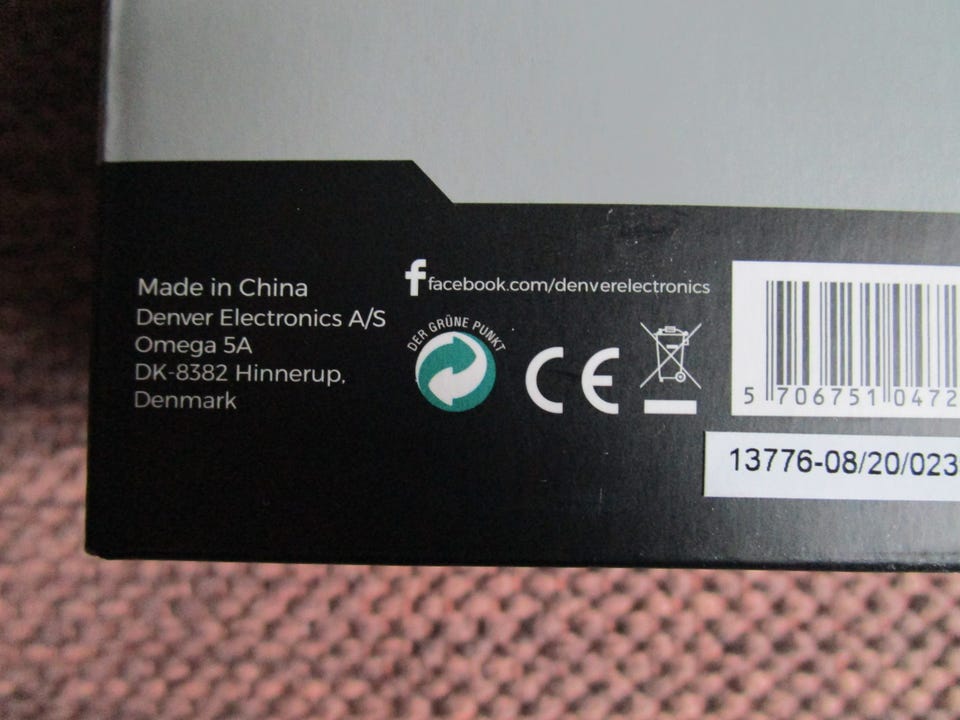 Made in China
Denver Electronics A/S
Omega 5A
DK-8382 Hinnerup,
Denmark
facebook.com/denverelectronics
DER GRÜNE PUNKT
CE
5 706751 0472
13776-08/20/023